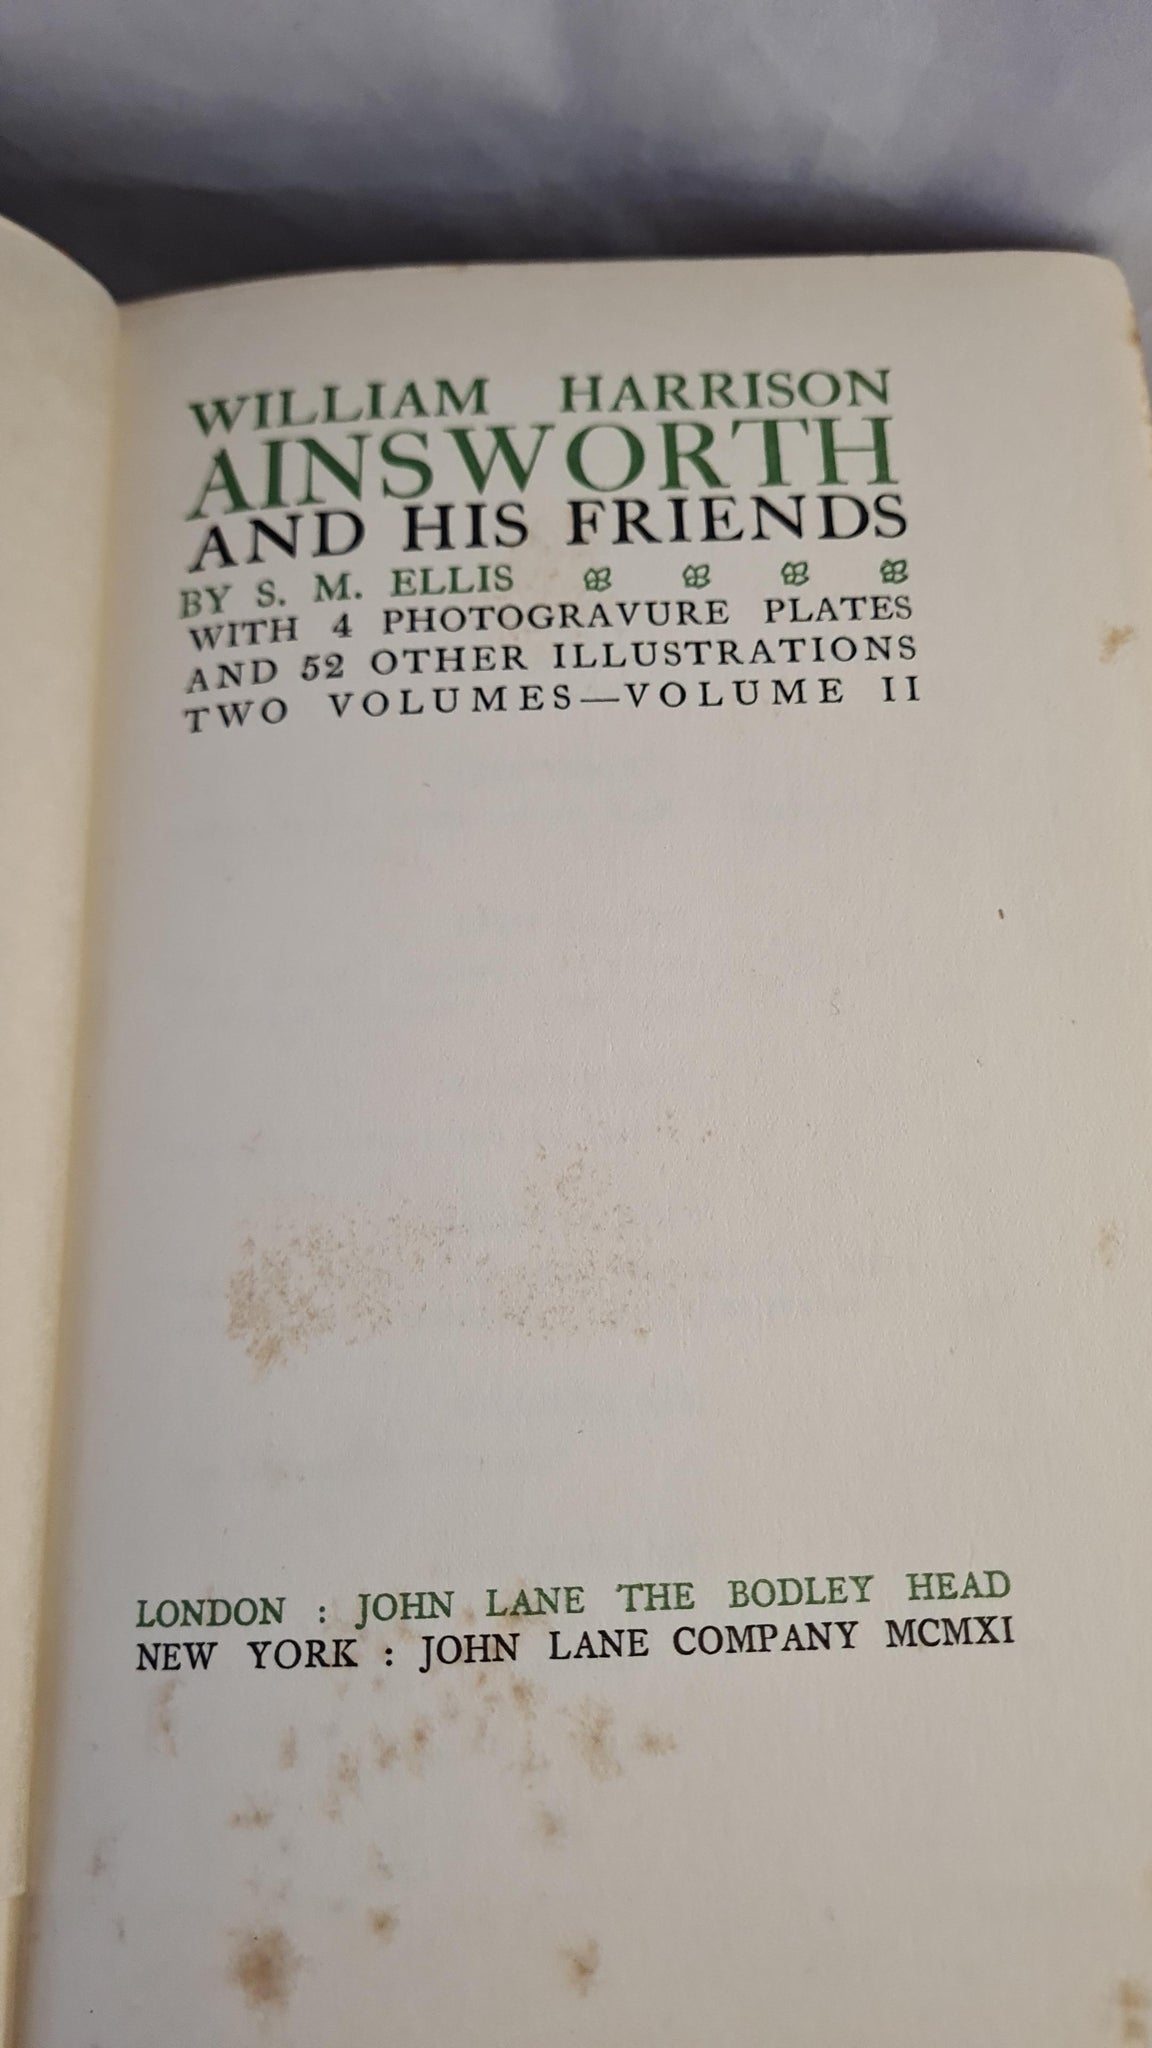 WILLIAM HARRISON
AINSWORTH
AND HIS FRIENDS
BY S. M. ELLIS
WITH 4 PHOTOGRAVURE PLATES
AND 52 OTHER ILLUSTRATIONS
TWO VOLUMES—VOLUME II
LONDON : JOHN LANE THE BODLEY HEAD
NEW YORK : JOHN LANE COMPANY MCMXI